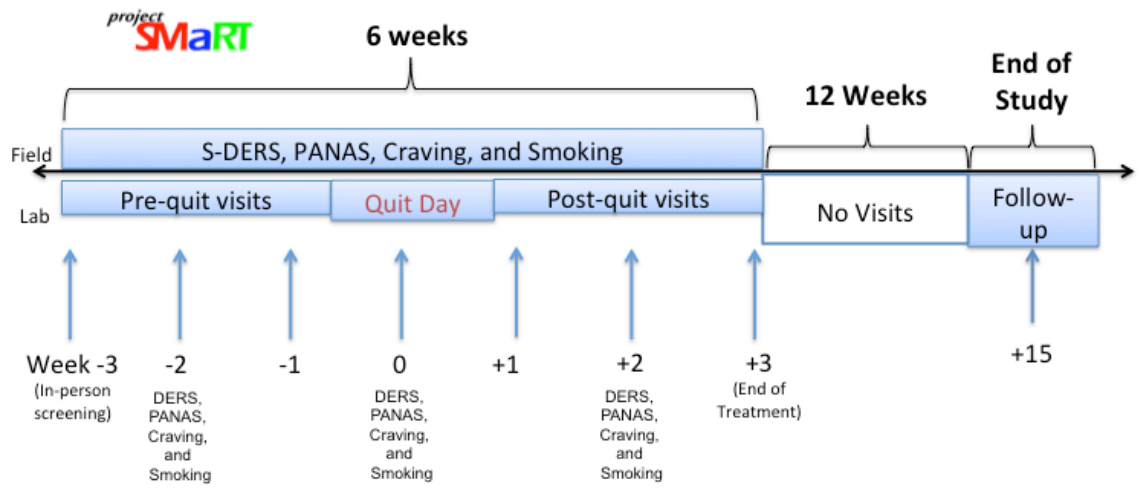 project
SMaRT
6 weeks
12 Weeks
End of
Study
Field
S-DERS, PANAS, Craving, and Smoking
Lab
Pre-quit visits
Quit Day
Post-quit visits
No Visits
Follow-
up
Week -3
(In-person
screening)
-2
DERS,
PANAS,
Craving,
and
Smoking
-1
0
DERS,
PANAS,
Craving,
and
Smoking
+1
+2
DERS,
PANAS,
Craving,
and
Smoking
+3
(End of
Treatment)
+15